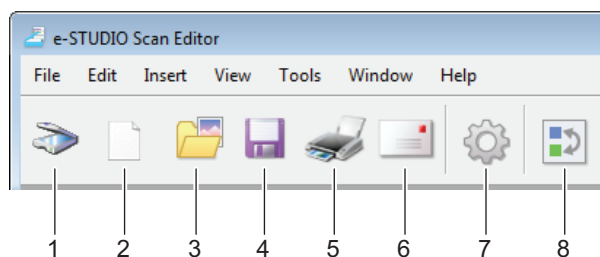 e-STUDIO Scan Editor
File Edit Insert View Tools Window Help
1 2 3 4 5 6 7 8